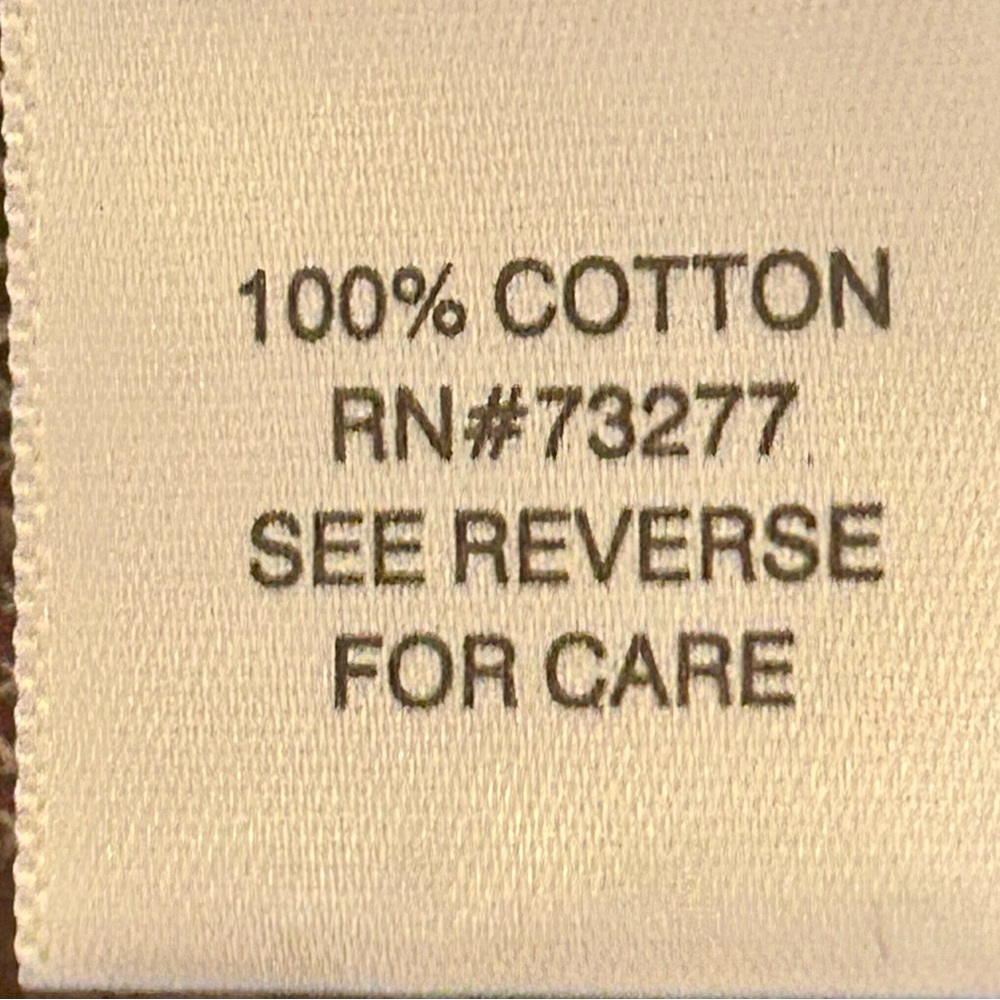 100% COTTON
RN#73277
SEE REVERSE
FOR CARE